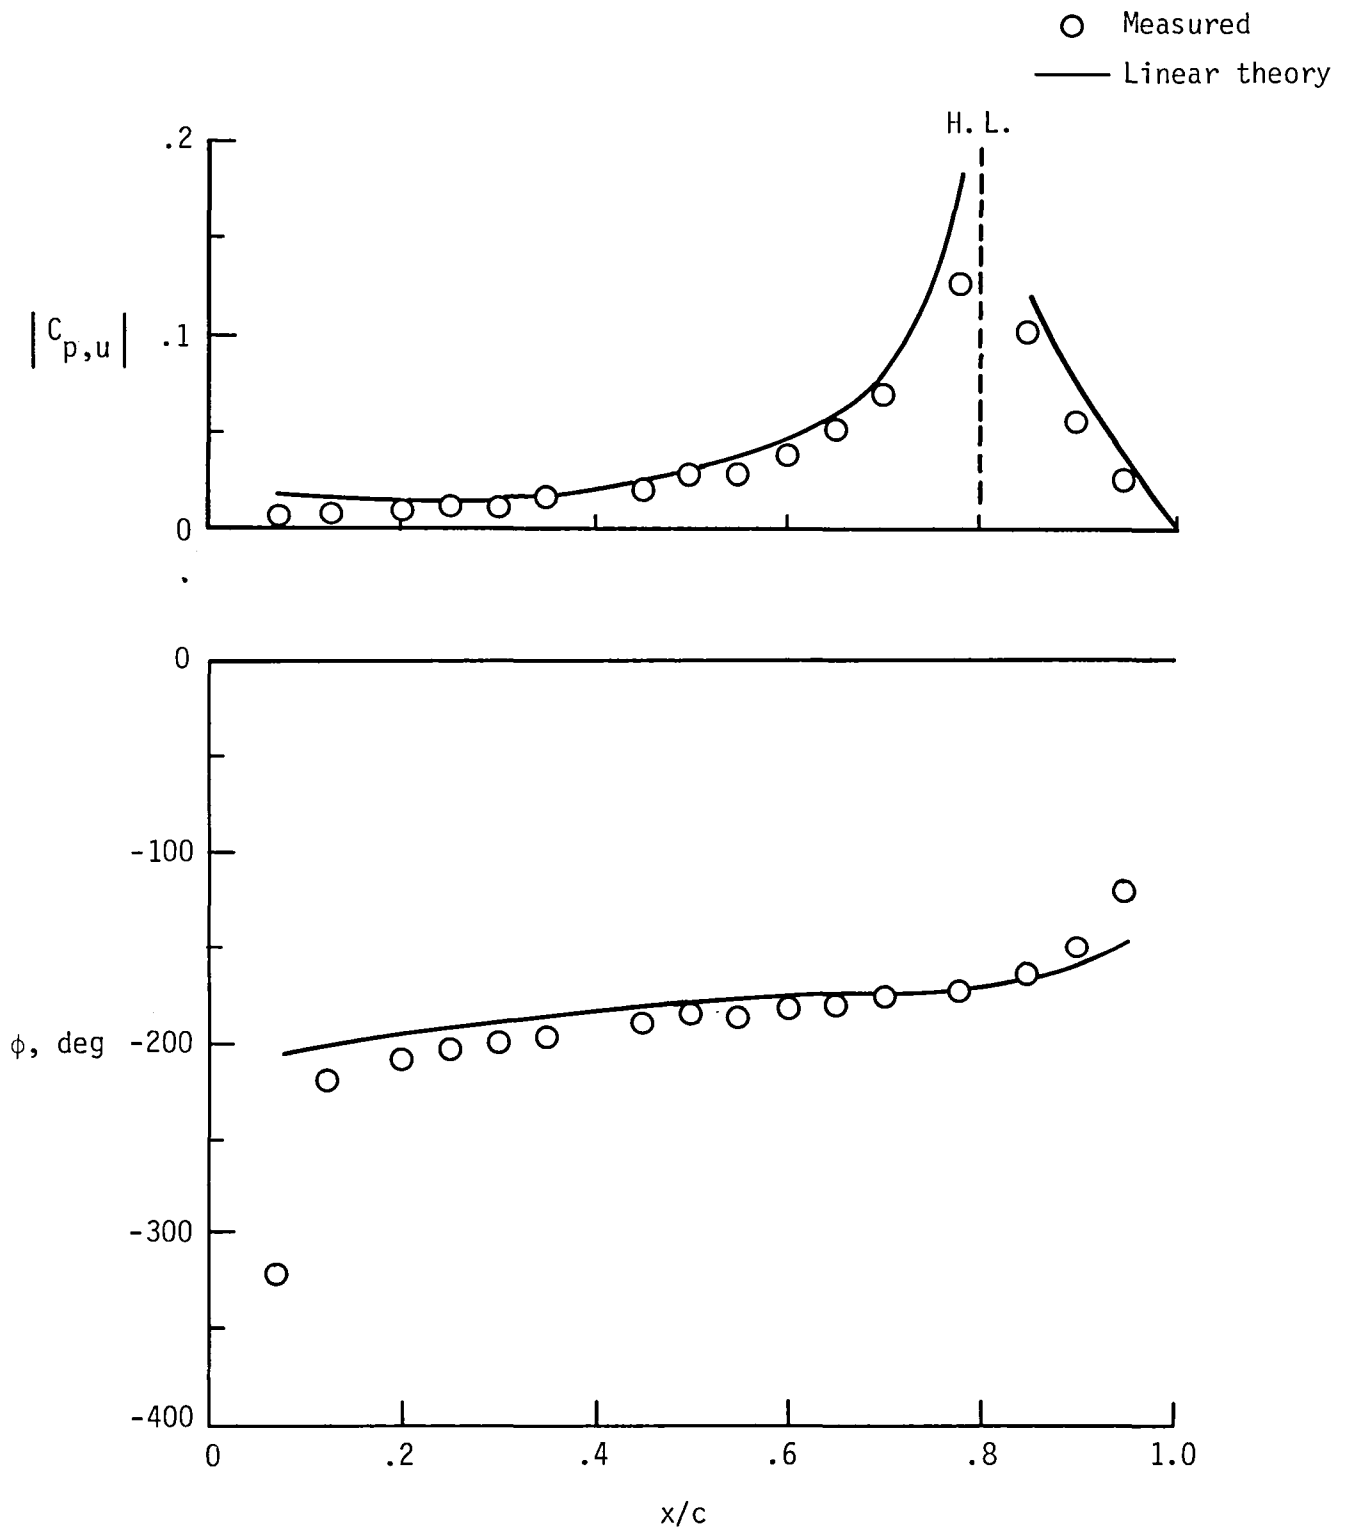 Measured
Linear theory
H.L.
.2
|C p,u| .1
0
0
-100
φ, deg -200
-300
-400
0 .2 .4 .6 .8 1.0
x/c